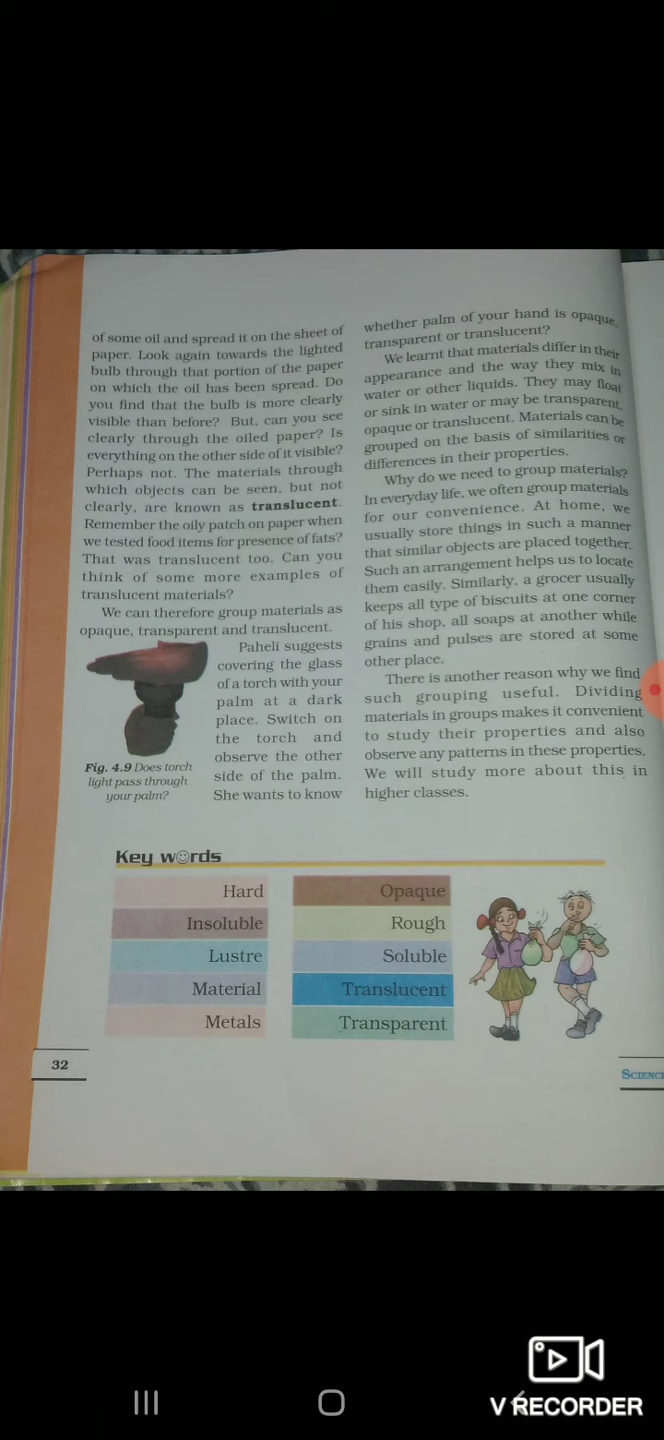 of some oil and spread it on the sheet of
paper. Look again towards the lighted
bulb through that portion of the paper
on which the oil has been spread. Do
you find that the bulb is more clearly
visible than before? But, can you see
clearly through the oiled paper? Is
everything on the other side of it visible?
Perhaps not. The materials through
which objects can be seen, but not
clearly, are known as translucent.
Remember the oily patch on paper when
we tested food items for presence of fats?
That was translucent too. Can you
think of some more examples of
translucent materials?
We can therefore group materials as
opaque, transparent and translucent.
Paheli suggests
covering the glass
of a torch with your
palm at a dark
place. Switch on
the torch and
observe the other
side of the palm.
She wants to know
Fig. 4.9 Does torch
light pass through
your palm?
whether palm of your hand is opaque,
transparent or translucent?
We learnt that materials differ in their
appearance and the way they mix in
water or other liquids. They may float
or sink in water or may be transparent,
opaque or translucent. Materials can be
grouped on the basis of similarities or
differences in their properties.
Why do we need to group materials?
In everyday life, we often group materials
for our convenience. At home, we
usually store things in such a manner
that similar objects are placed together.
Such an arrangement helps us to locate
them easily. Similarly, a grocer usually
keeps all type of biscuits at one corner
of his shop, all soaps at another while
grains and pulses are stored at some
other place.
There is another reason why we find
such grouping useful. Dividing
materials in groups makes it convenient
to study their properties and also
observe any patterns in these properties.
We will study more about this in
higher classes.
Key words
Hard
Insoluble
Lustre
Material
Metals
Opaque
Rough
Soluble
Translucent
Transparent
32
SCIENC
V RECORDER